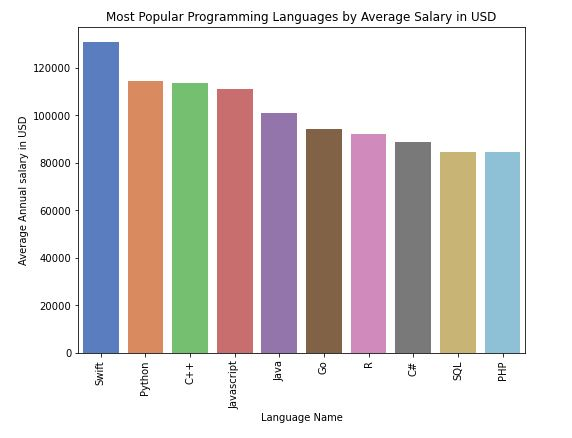 Most Popular Programming Languages by Average Salary in USD
Average Annual salary in USD
120000
100000
80000
60000
40000
20000
0
Swift
Python
C++
Javascript
Java
Go
R
C#
SQL
PHP
Language Name